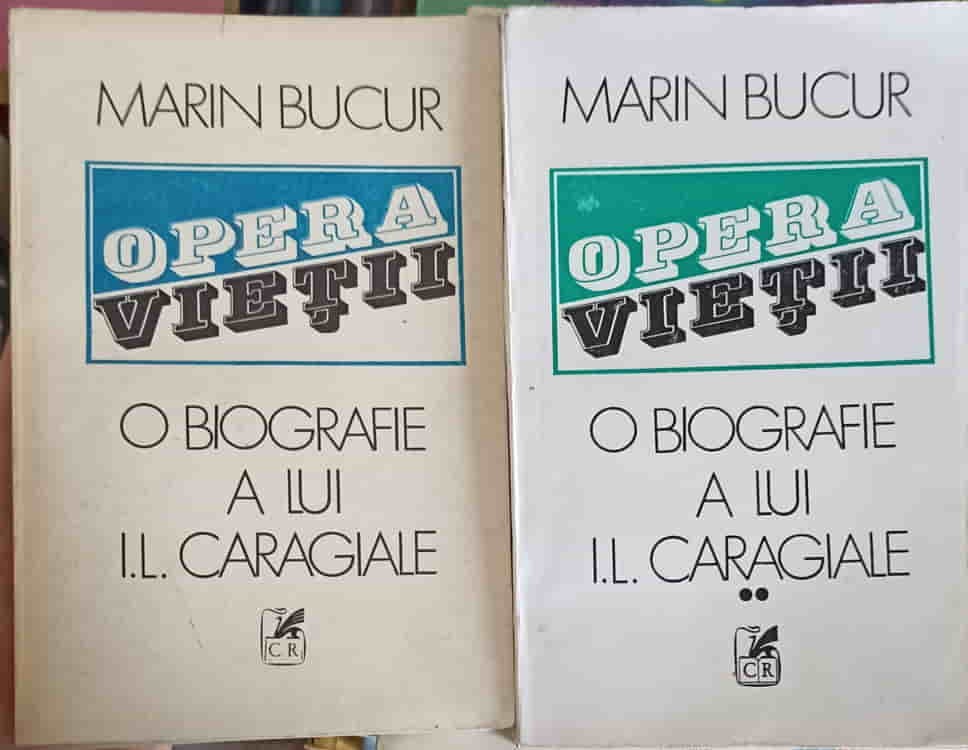 MARIN BUCUR
OPERA
VIEȚII
O BIOGRAFIE
A LUI
I.L. CARAGIALE
CR
MARIN BUCUR
OPERA
VIEȚII
O BIOGRAFIE
A LUI
I.L. CARAGIALE
••
CR